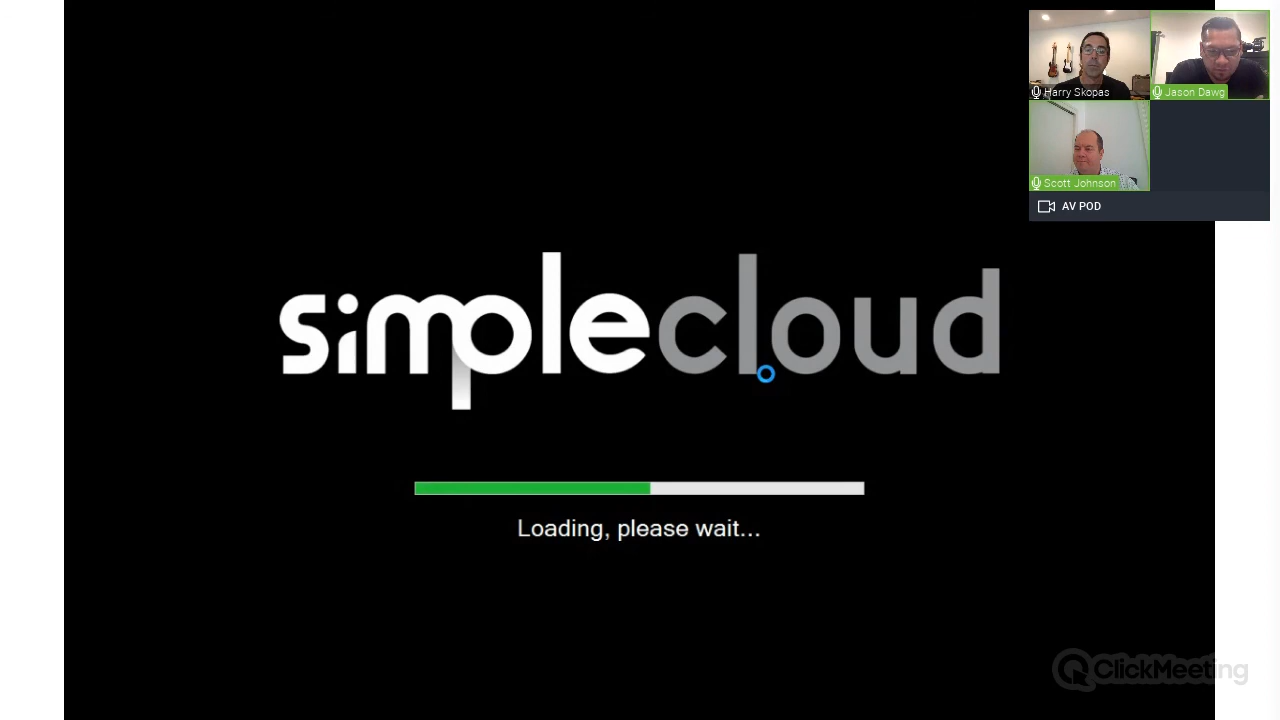 Harry Skopas
Jason Dawg
Scott Johnson
AV POD
simplecloud
Loading, please wait...
ClickMeeting